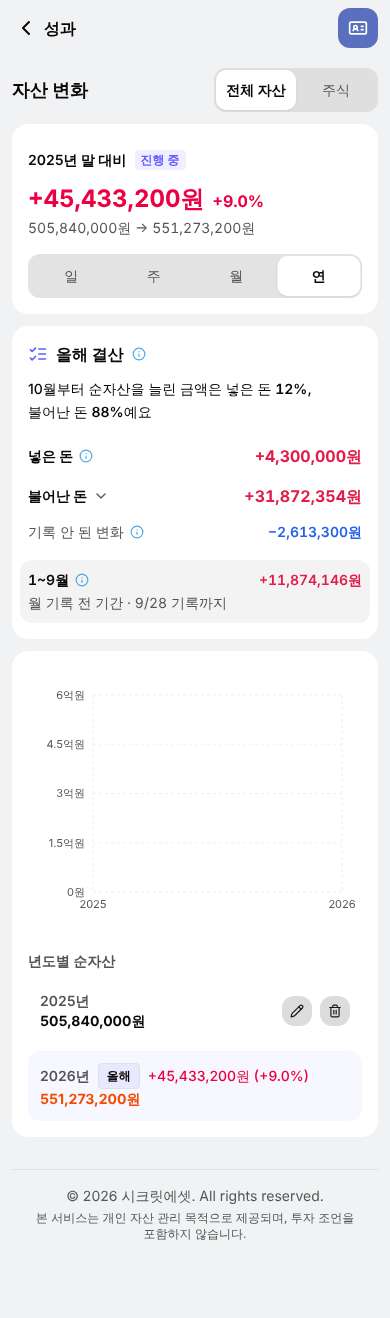 성과
자산 변화
전체 자산
주식
2025년 말 대비
진행 중
+45,433,200원 +9.0%
505,840,000원 → 551,273,200원
일
주
월
연
올해 결산
10월부터 순자산을 늘린 금액은 넣은 돈 12%,
불어난 돈 88%예요
넣은 돈
+4,300,000원
불어난 돈
+31,872,354원
기록 안 된 변화
−2,613,300원
1~9월
+11,874,146원
월 기록 전 기간 · 9/28 기록까지
6억원
4.5억원
3억원
1.5억원
0원
2025
2026
년도별 순자산
2025년
505,840,000원
2026년 올해 +45,433,200원 (+9.0%)
551,273,200원
© 2026 시크릿에셋. All rights reserved.
본 서비스는 개인 자산 관리 목적으로 제공되며, 투자 조언을
포함하지 않습니다.